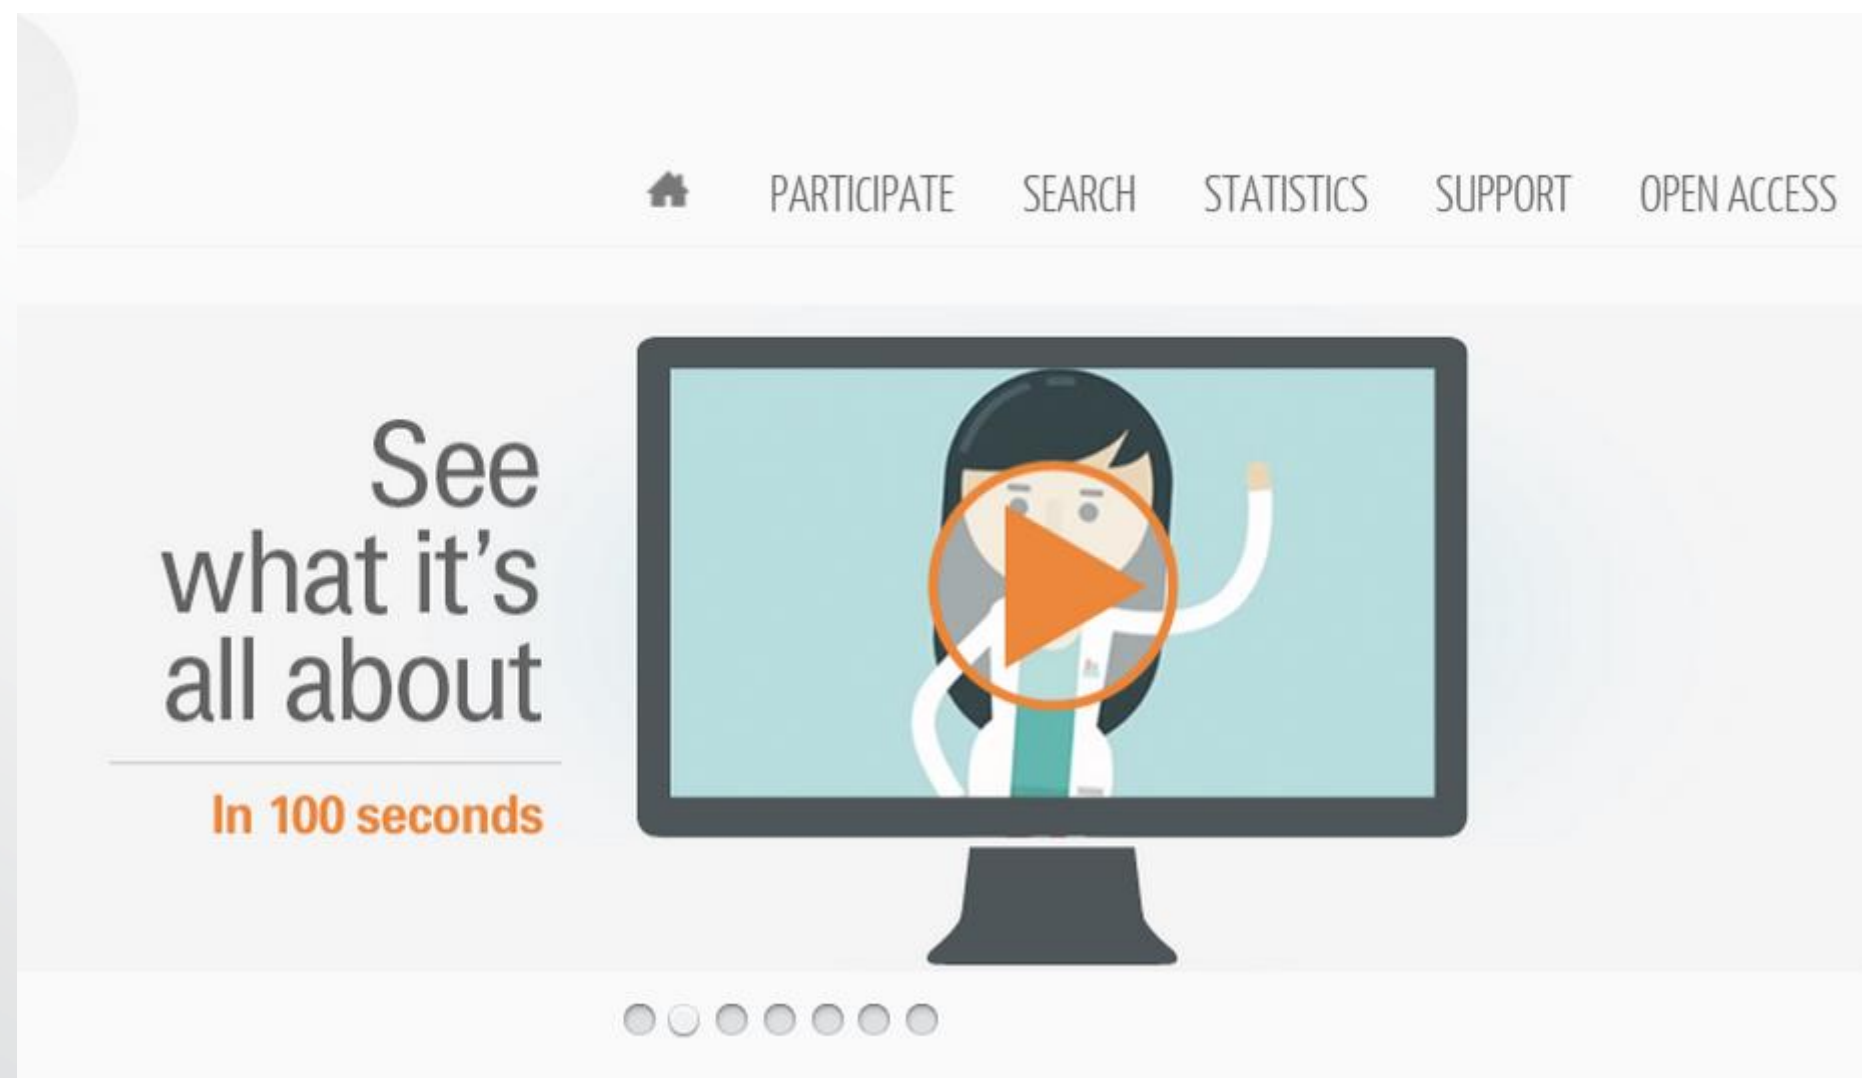 PARTICIPATE SEARCH STATISTICS SUPPORT OPEN ACCESS
See
what it's
all about
In 100 seconds